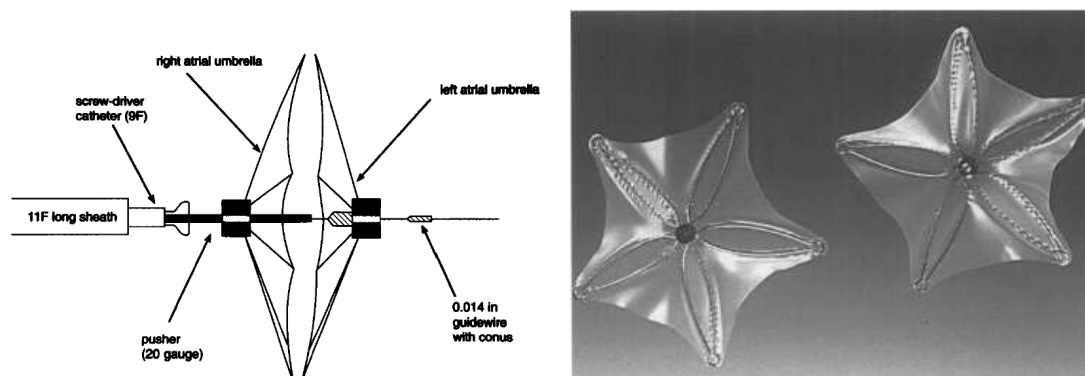 right atrial umbrella
left atrial umbrella
screw-driver
catheter (9F)
11F long sheath
pusher
(20 gauge)
0.014 in
guidewire
with conus